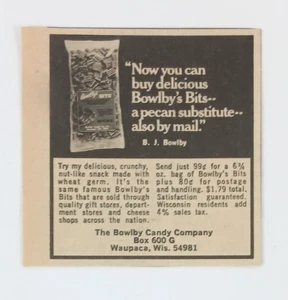 Bowlby BITS
"Now you can
buy delicious
Bowlby's Bits--
a pecan substitute--
also by mail."
B. J. Bowlby
Try my delicious, crunchy,
nut-like snack made with
wheat germ. It's the
same famous Bowlby's
Bits that are sold through
quality gift stores, depart-
ment stores and cheese
shops across the nation.
Send just 99¢ for a 6¾
oz. bag of Bowlby's Bits
plus 80¢ for postage
and handling. $1.79 total.
Satisfaction guaranteed.
Wisconsin residents add
4% sales tax.
The Bowlby Candy Company
Box 600 G
Waupaca, Wis. 54981